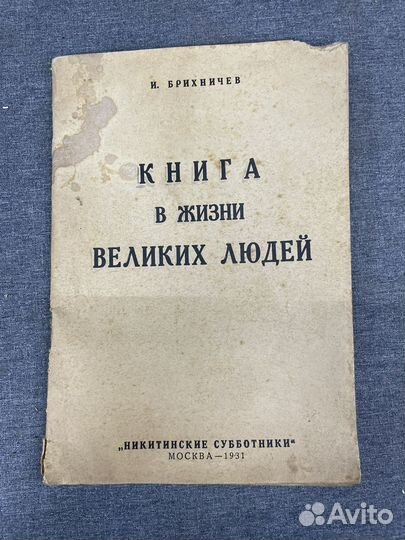 И. БРИХНИЧЕВ
КНИГА
В ЖИЗНИ
ВЕЛИКИХ ЛЮДЕЙ
„НИКИТИНСКИЕ СУББОТНИКИ“
МОСКВА—1931
Avito